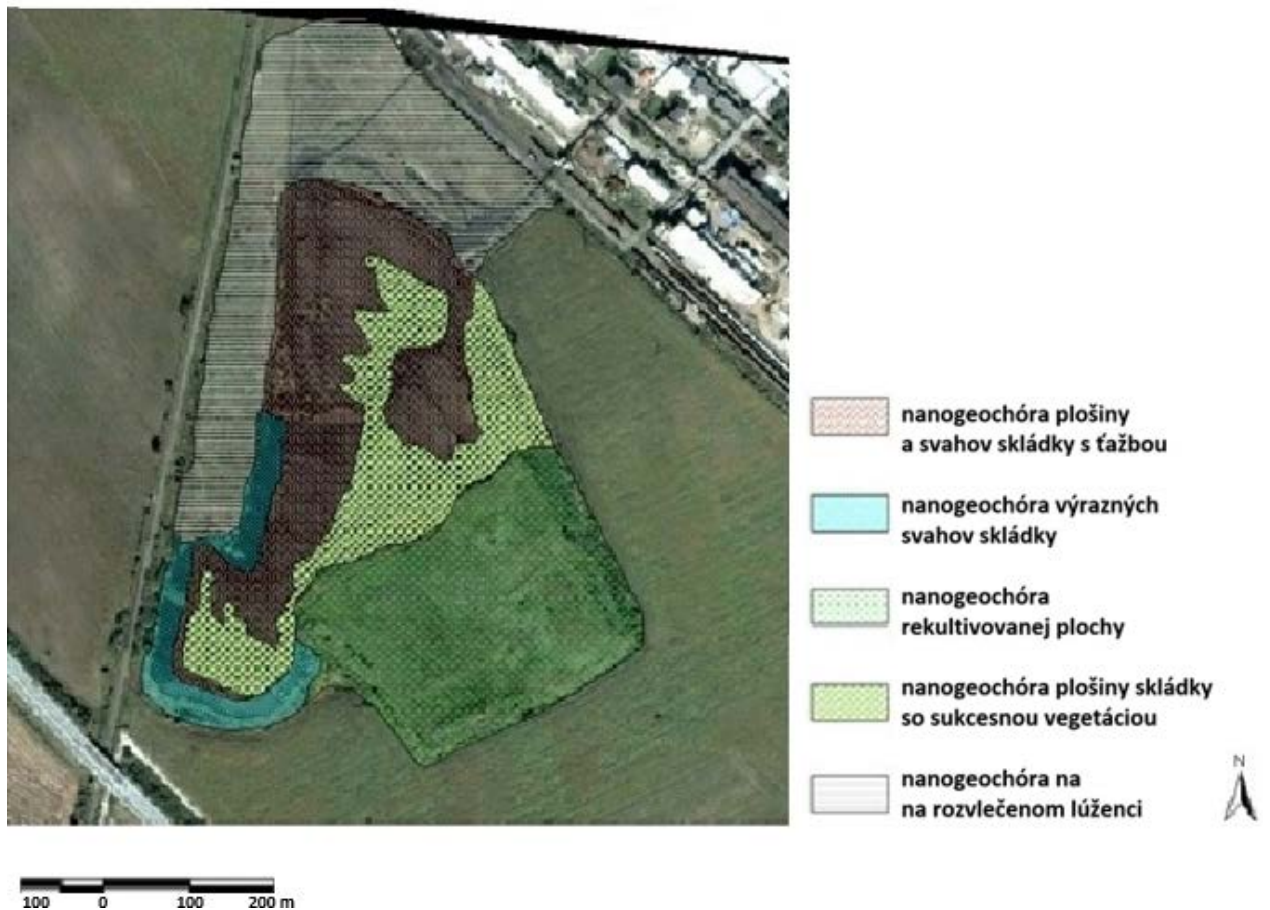 nanogeochóra plošiny
a svahov skládky s ťažbou
nanogeochóra výrazných
svahov skládky
nanogeochóra
rekultivovanej plochy
nanogeochóra plošiny skládky
so sukcesnou vegetáciou
nanogeochóra na
na rozvlečenom lúženci
N
100 0 100 200 m